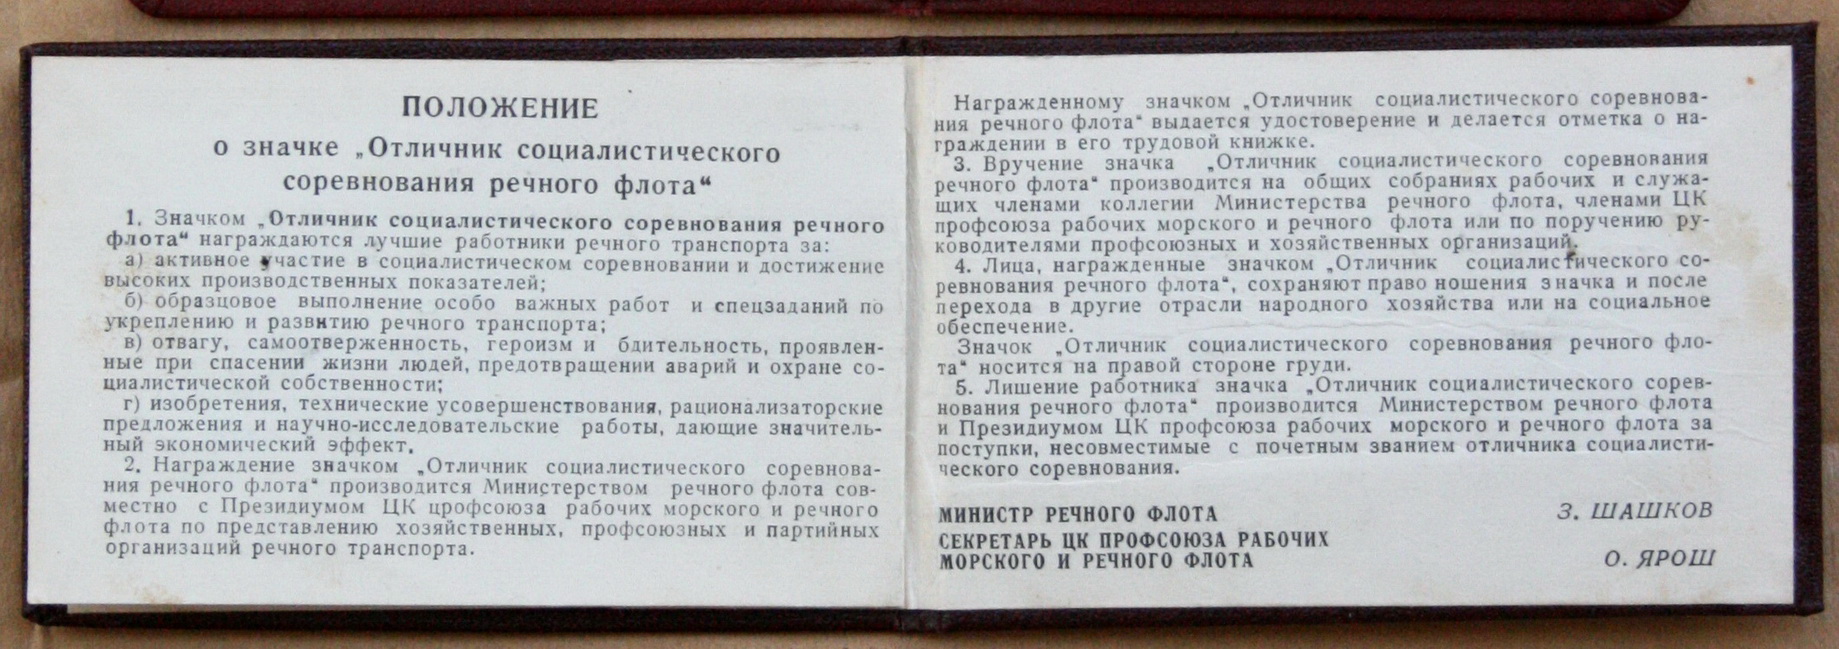 ПОЛОЖЕНИЕ
о значке „Отличник социалистического
соревнования речного флота“
1. Значком „Отличник социалистического соревнования речного
флота“ награждаются лучшие работники речного транспорта за:
а) активное участие в социалистическом соревновании и достижение
высоких производственных показателей;
б) образцовое выполнение особо важных работ и спецзаданий по
укреплению и развитию речного транспорта;
в) отвагу, самоотверженность, героизм и бдительность, проявлен-
ные при спасении жизни людей, предотвращении аварий и охране со-
циалистической собственности;
г) изобретения, технические усовершенствования, рационализаторские
предложения и научно-исследовательские работы, дающие значитель-
ный экономический эффект.
2. Награждение значком „Отличник социалистического соревнова-
ния речного флота“ производится Министерством речного флота сов-
местно с Президиумом ЦК црофсоюза рабочих морского и речного
флота по представлению хозяйственных, профсоюзных и партийных
организаций речного транспорта.
Награжденному значком „Отличник социалистического соревнова-
ния речного флота“ выдается удостоверение и делается отметка о на-
граждении в его трудовой книжке.
3. Вручение значка „Отличник социалистического соревнования
речного флота“ производится на общих собраниях рабочих и служа-
щих членами коллегии Министерства речного флота, членами ЦК
профсоюза рабочих морского и речного флота или по поручению ру-
ководителями профсоюзных и хозяйственных организаций.
4. Лица, награжденные значком „Отличник социалистического со-
ревнования речного флота“, сохраняют право ношения значка и после
перехода в другие отрасли народного хозяйства или на социальное
обеспечение.
Значок „Отличник социалистического соревнования речного фло-
та“ носится на правой стороне груди.
5. Лишение работника значка „Отличник социалистического сорев-
нования речного флота“ производится Министерством речного флота
и Президиумом ЦК профсоюза рабочих морского и речного флота за
поступки, несовместимые с почетным званием отличника социалисти-
ческого соревнования.
МИНИСТР РЕЧНОГО ФЛОТА З. ШАШКОВ
СЕКРЕТАРЬ ЦК ПРОФСОЮЗА РАБОЧИХ
МОРСКОГО И РЕЧНОГО ФЛОТА О. ЯРОШ